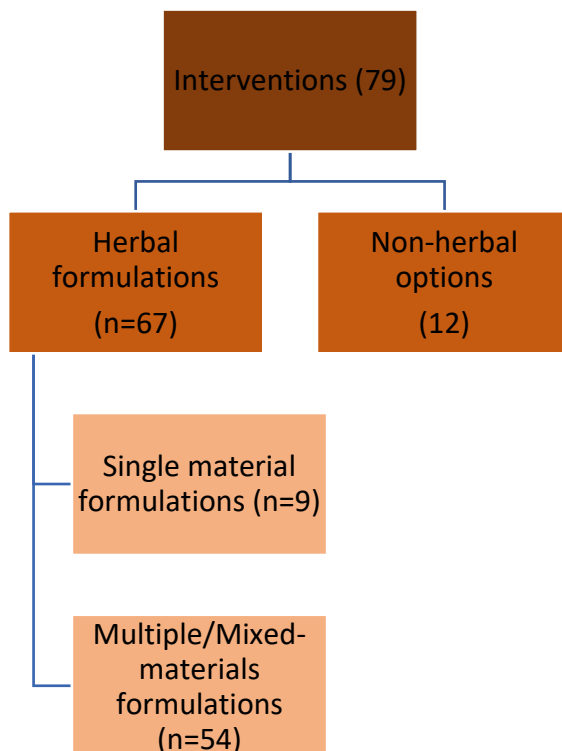 Interventions (79)
Herbal
formulations
(n=67)
Non-herbal
options
(12)
Single material
formulations (n=9)
Multiple/Mixed-
materials
formulations
(n=54)